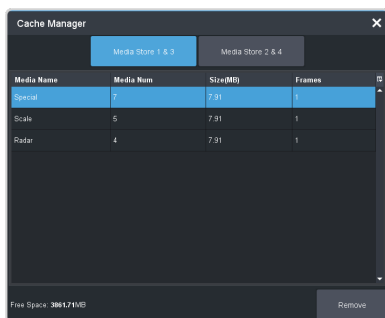 Cache Manager
Media Store 1 & 3 Media Store 2 & 4
Media Name Media Num Size(MB) Frames
Special 7 7.91 1
Scale 5 7.91 1
Radar 4 7.91 1
Free Space: 3861.71MB Remove